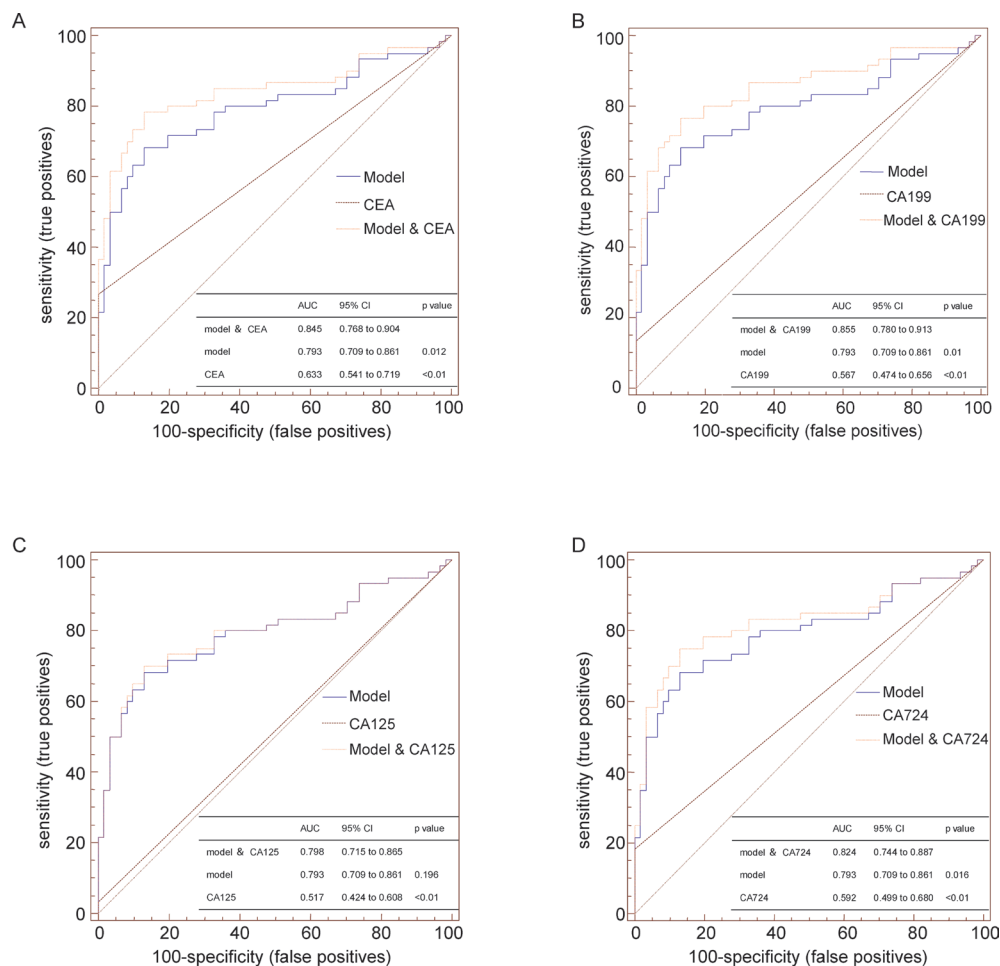 A
100
80
60
40
20
0
sensitivity (true positives)
Model
CEA
Model & CEA
AUC 95% CI p value
model & CEA 0.845 0.768 to 0.904
model 0.793 0.709 to 0.861 0.012
CEA 0.633 0.541 to 0.719 <0.01
0 20 40 60 80 100
100-specificity (false positives)
B
100
80
60
40
20
0
sensitivity (true positives)
Model
CA199
Model & CA199
AUC 95% CI p value
model & CA199 0.855 0.780 to 0.913
model 0.793 0.709 to 0.861 0.01
CA199 0.567 0.474 to 0.656 <0.01
0 20 40 60 80 100
100-specificity (false positives)
C
100
80
60
40
20
0
sensitivity (true positives)
Model
CA125
Model & CA125
AUC 95% CI p value
model & CA125 0.798 0.715 to 0.865
model 0.793 0.709 to 0.861 0.196
CA125 0.517 0.424 to 0.608 <0.01
0 20 40 60 80 100
100-specificity (false positives)
D
100
80
60
40
20
0
sensitivity (true positives)
Model
CA724
Model & CA724
AUC 95% CI p value
model & CA724 0.824 0.744 to 0.887
model 0.793 0.709 to 0.861 0.016
CA724 0.592 0.499 to 0.680 <0.01
0 20 40 60 80 100
100-specificity (false positives)